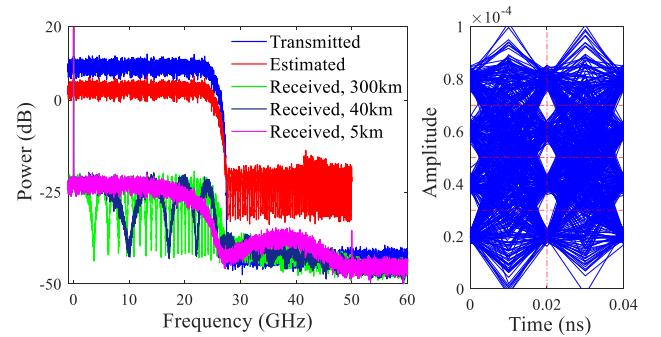 20
0
-25
-50
Power (dB)
Transmitted
Estimated
Received, 300km
Received, 40km
Received, 5km
0 10 20 30 40 50 60
Frequency (GHz)
×10⁻⁴
1
0.8
0.6
0.4
0.2
0
Amplitude
0 0.02 0.04
Time (ns)